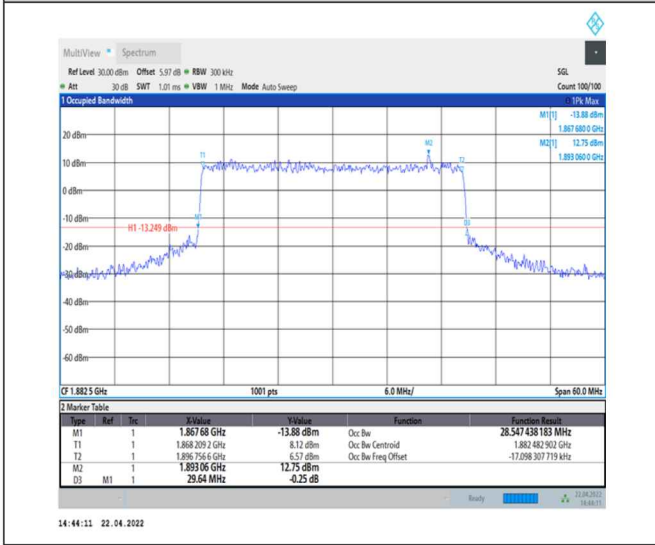 MultiView Spectrum
Ref Level 30.00 dBm Offset 5.97 dB RBW 300 kHz SGL
Att 30 dB SWT 1.01 ms VBW 1 MHz Mode Auto Sweep Count 100/100
1 Occupied Bandwidth 1Pk Max
M1[1] -13.88 dBm
1.867 680 0 GHz
M2[1] 12.75 dBm
1.893 060 0 GHz
20 dBm
M2
T1
T2
10 dBm
0 dBm
-10 dBm
M1
D3
H1 -13.249 dBm
-20 dBm
-30 dBm
-40 dBm
-50 dBm
-60 dBm
CF 1.882 5 GHz 1001 pts 6.0 MHz/ Span 60.0 MHz
2 Marker Table
Type Ref Trc X-Value Y-Value Function Function Result
M1 1 1.867 68 GHz -13.88 dBm Occ Bw 28.547 438 183 MHz
T1 1 1.868 209 2 GHz 8.12 dBm Occ Bw Centroid 1.882 482 902 GHz
T2 1 1.896 756 6 GHz 6.57 dBm Occ Bw Freq Offset -17.098 307 719 kHz
M2 1 1.893 06 GHz 12.75 dBm
D3 M1 1 29.64 MHz -0.25 dB
Ready 22.04.2022
14:44:11
14:44:11 22.04.2022